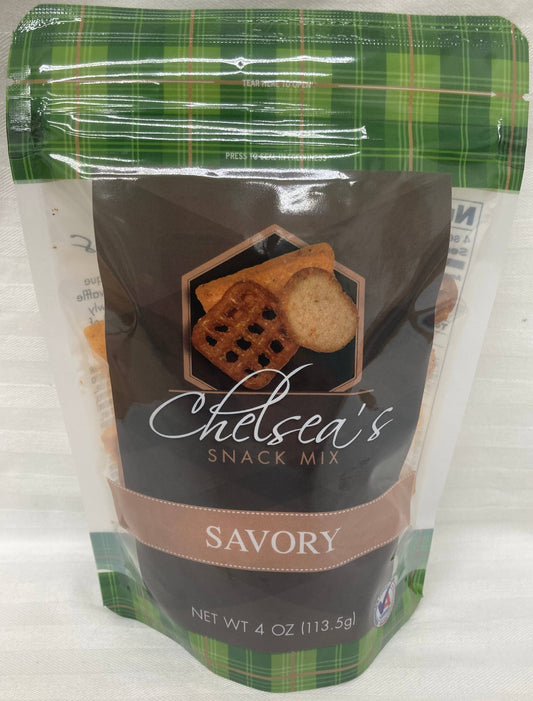 TEAR HERE TO OPEN
PRESS TO SEAL IN FRESHNESS
Chelsea's
SNACK MIX
SAVORY
NET WT 4 OZ (113.5g)